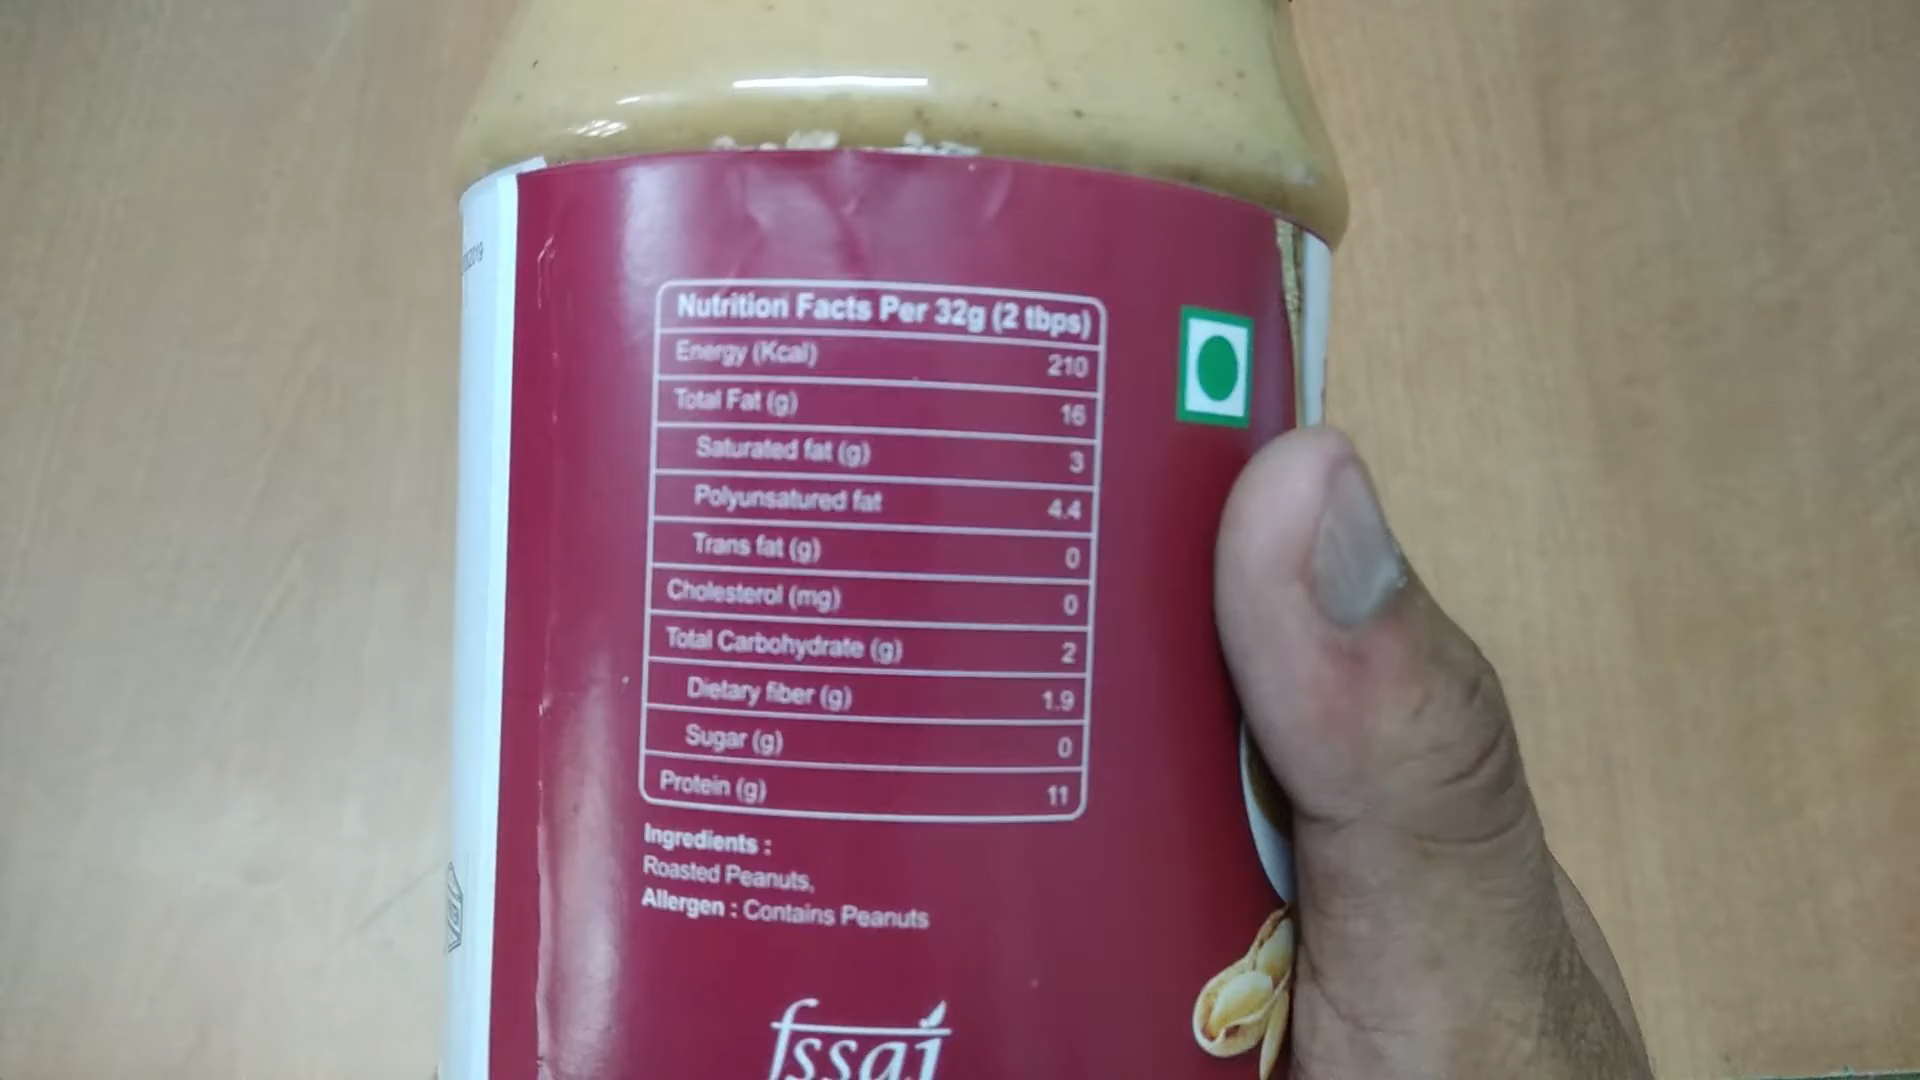 Nutrition Facts Per 32g (2 tbps)
Energy (Kcal) 210
Total Fat (g) 16
Saturated fat (g) 3
Polyunsatured fat 4.4
Trans fat (g) 0
Cholesterol (mg) 0
Total Carbohydrate (g) 2
Dietary fiber (g) 1.9
Sugar (g) 0
Protein (g) 11
Ingredients :
Roasted Peanuts,
Allergen : Contains Peanuts
fssai